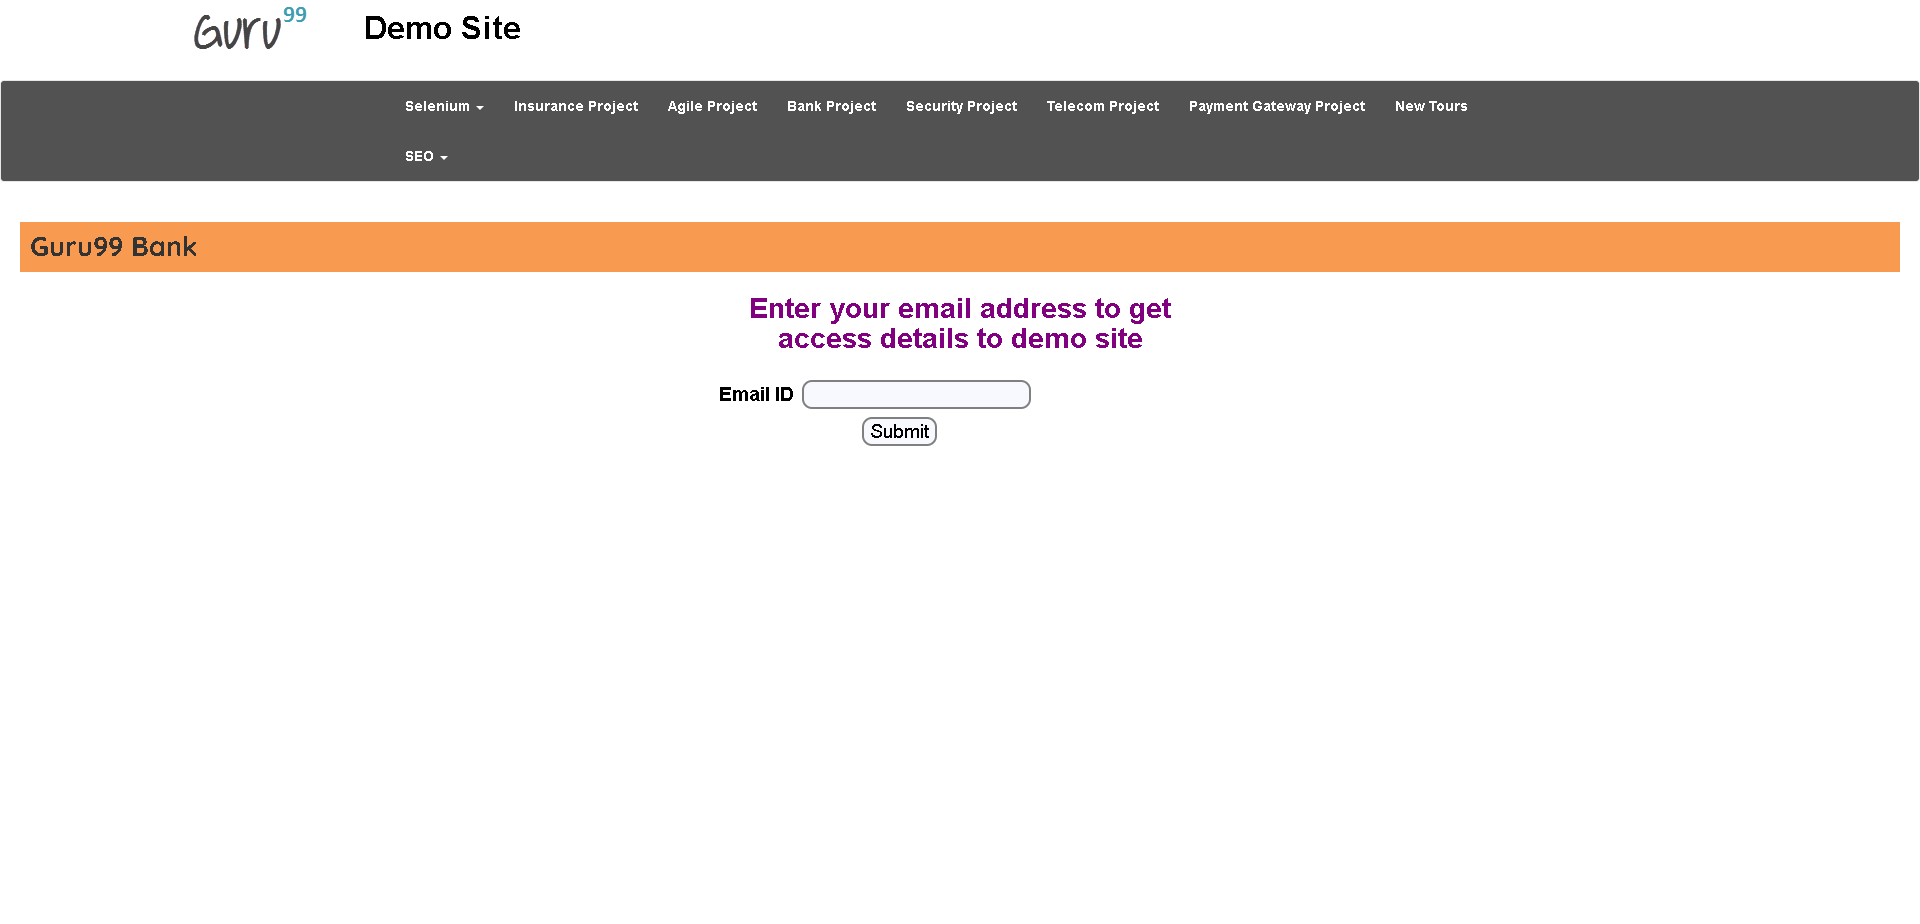 Guru99 Demo Site
Selenium Insurance Project Agile Project Bank Project Security Project Telecom Project Payment Gateway Project New Tours
SEO
Guru99 Bank
Enter your email address to get
access details to demo site
Email ID
Submit